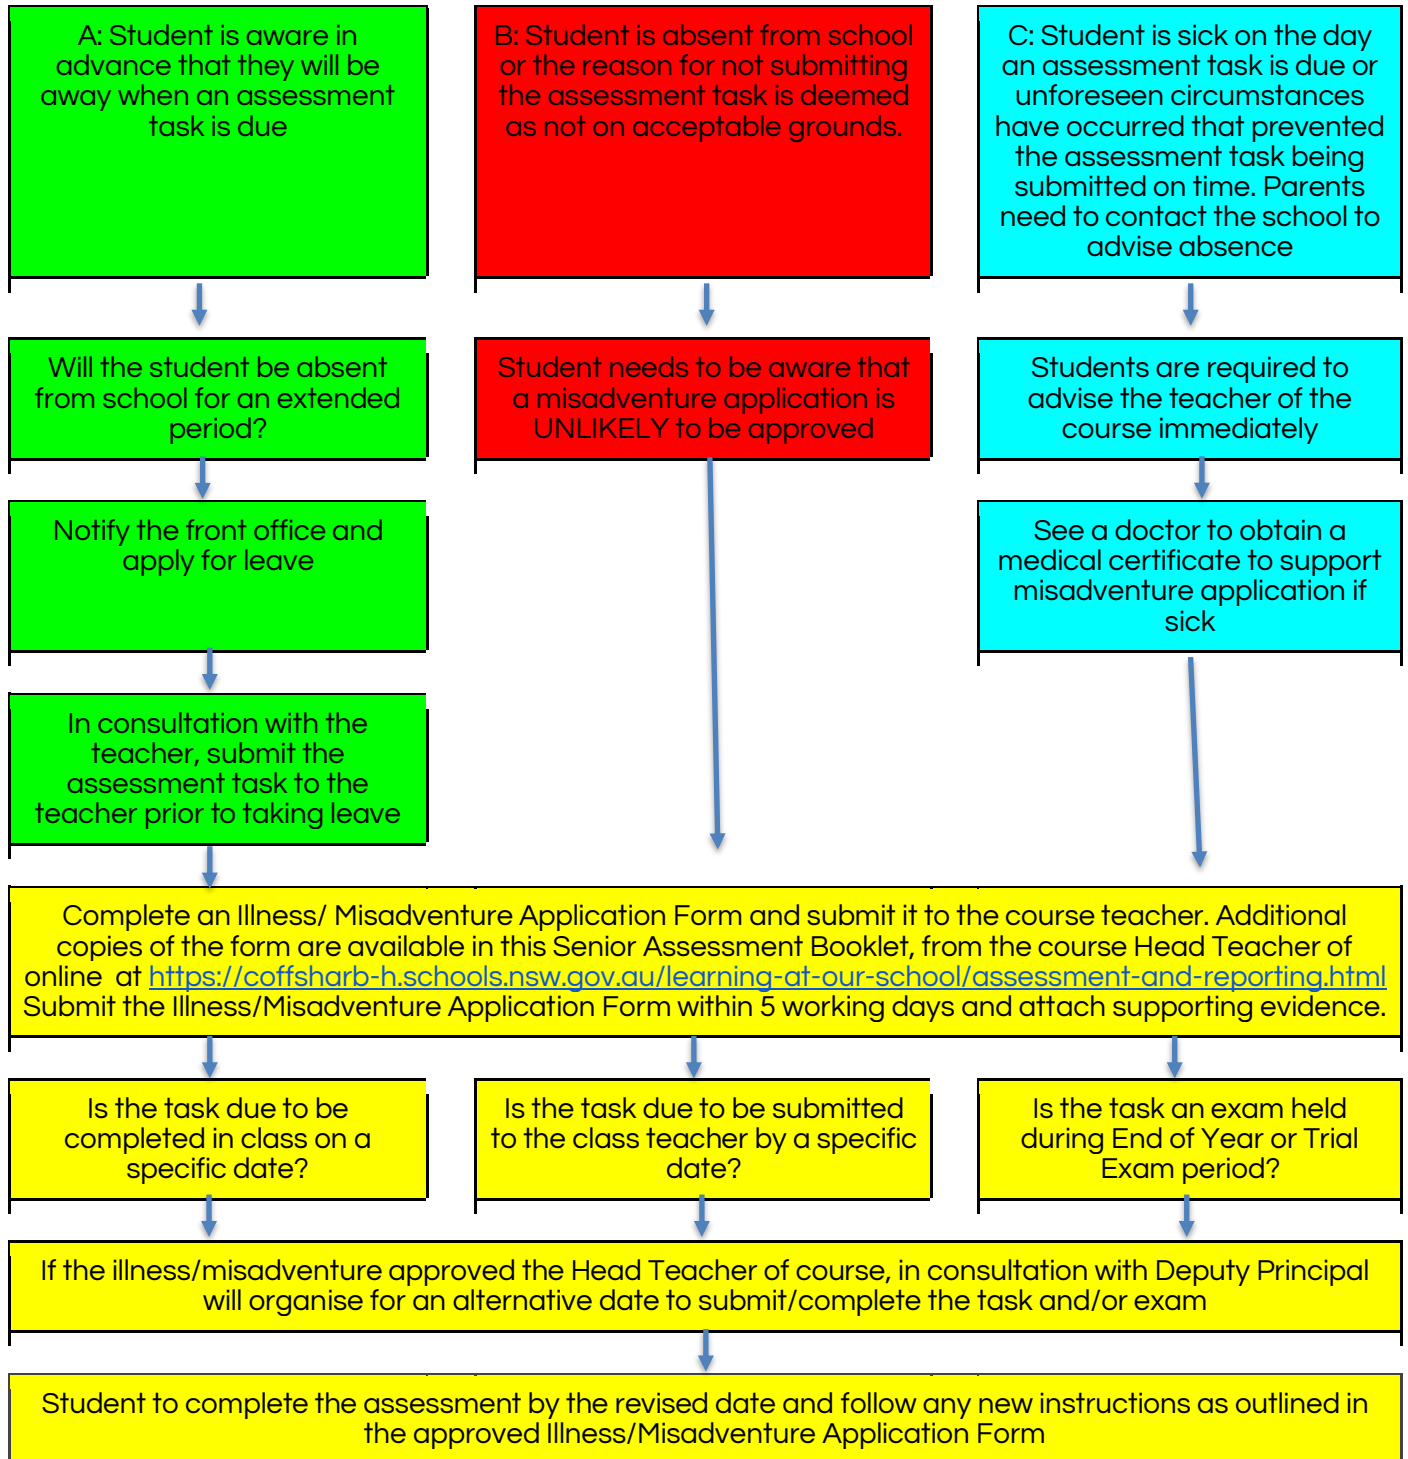 A: Student is aware in
advance that they will be
away when an assessment
task is due
B: Student is absent from school
or the reason for not submitting
the assessment task is deemed
as not on acceptable grounds.
C: Student is sick on the day
an assessment task is due or
unforeseen circumstances
have occurred that prevented
the assessment task being
submitted on time. Parents
need to contact the school to
advise absence
Will the student be absent
from school for an extended
period?
Student needs to be aware that
a misadventure application is
UNLIKELY to be approved
Students are required to
advise the teacher of the
course immediately
Notify the front office and
apply for leave
See a doctor to obtain a
medical certificate to support
misadventure application if
sick
In consultation with the
teacher, submit the
assessment task to the
teacher prior to taking leave
Complete an Illness/ Misadventure Application Form and submit it to the course teacher. Additional
copies of the form are available in this Senior Assessment Booklet, from the course Head Teacher of
online at https://coffsharb-h.schools.nsw.gov.au/learning-at-our-school/assessment-and-reporting.html
Submit the Illness/Misadventure Application Form within 5 working days and attach supporting evidence.
Is the task due to be
completed in class on a
specific date?
Is the task due to be submitted
to the class teacher by a specific
date?
Is the task an exam held
during End of Year or Trial
Exam period?
If the illness/misadventure approved the Head Teacher of course, in consultation with Deputy Principal
will organise for an alternative date to submit/complete the task and/or exam
Student to complete the assessment by the revised date and follow any new instructions as outlined in
the approved Illness/Misadventure Application Form